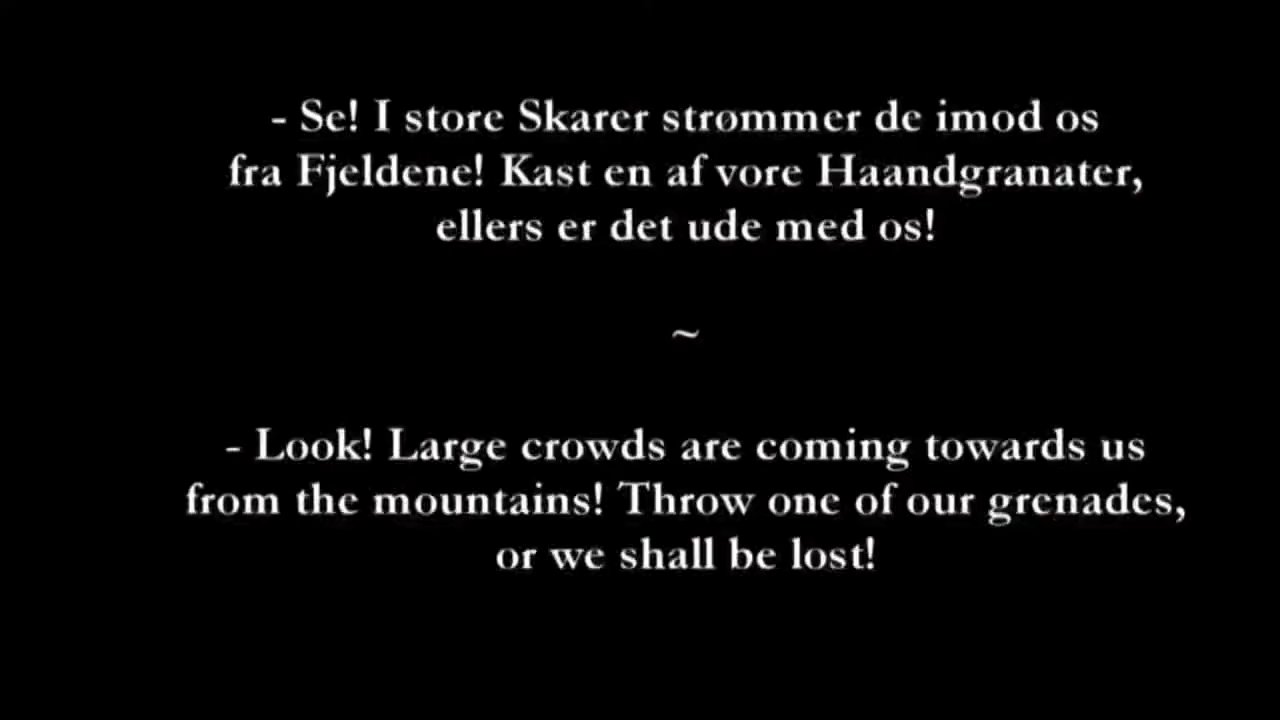 - Se! I store Skarer strømmer de imod os
fra Fjeldene! Kast en af vore Haandgranater,
ellers er det ude med os!
~
- Look! Large crowds are coming towards us
from the mountains! Throw one of our grenades,
or we shall be lost!